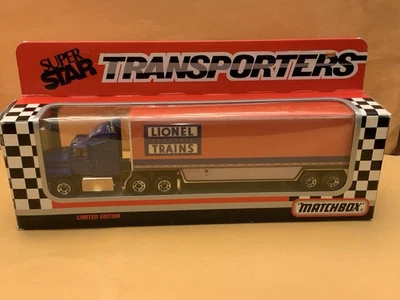 SUPER
STAR
TRANSPORTERS
LIONEL
TRAINS
LIMITED EDITION
MATCHBOX